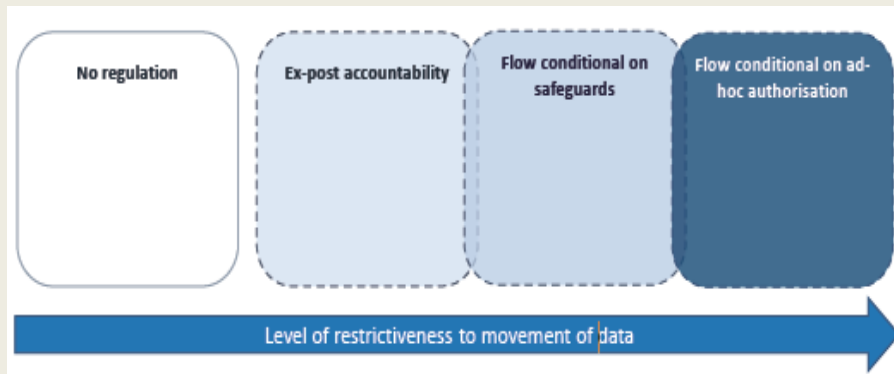 No regulation
Ex-post accountability
Flow conditional on
safeguards
Flow conditional on ad-
hoc authorisation
Level of restrictiveness to movement of data